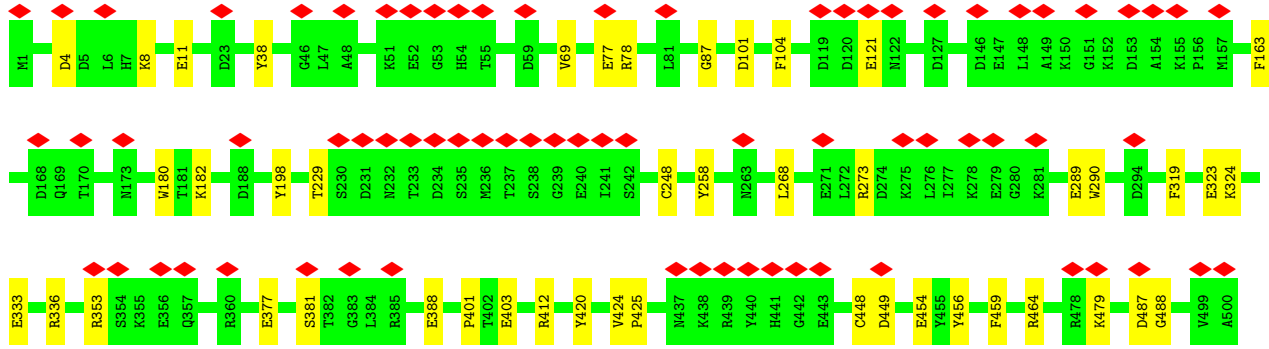 M1 D4 D5 L6 H7 K8 E11 D23 Y38 G46 L47 A48 K51 E52 G53 H54 T55 D59 V69 E77 R78 L81 G87 D101 F104 D119 D120 E121 N122 D127 D146 E147 L148 A149 K150 G151 K152 D153 A154 K155 P156 M157 F163
D168 Q169 T170 N173 W180 T181 K182 D188 Y198 T229 S230 D231 N232 T233 D234 S235 M236 T237 S238 G239 E240 I241 S242 C248 Y258 N263 L268 E271 L272 R273 D274 K275 L276 I277 K278 E279 G280 K281 E289 W290 D294 F319 E323 K324
E333 R336 R353 S354 K355 E356 Q357 R360 E377 S381 T382 G383 L384 R385 E388 P401 T402 E403 R412 Y420 V424 P425 N437 K438 R439 Y440 H441 G442 E443 C448 D449 E454 Y455 Y456 F459 R464 R478 K479 D487 G488 V499 A500